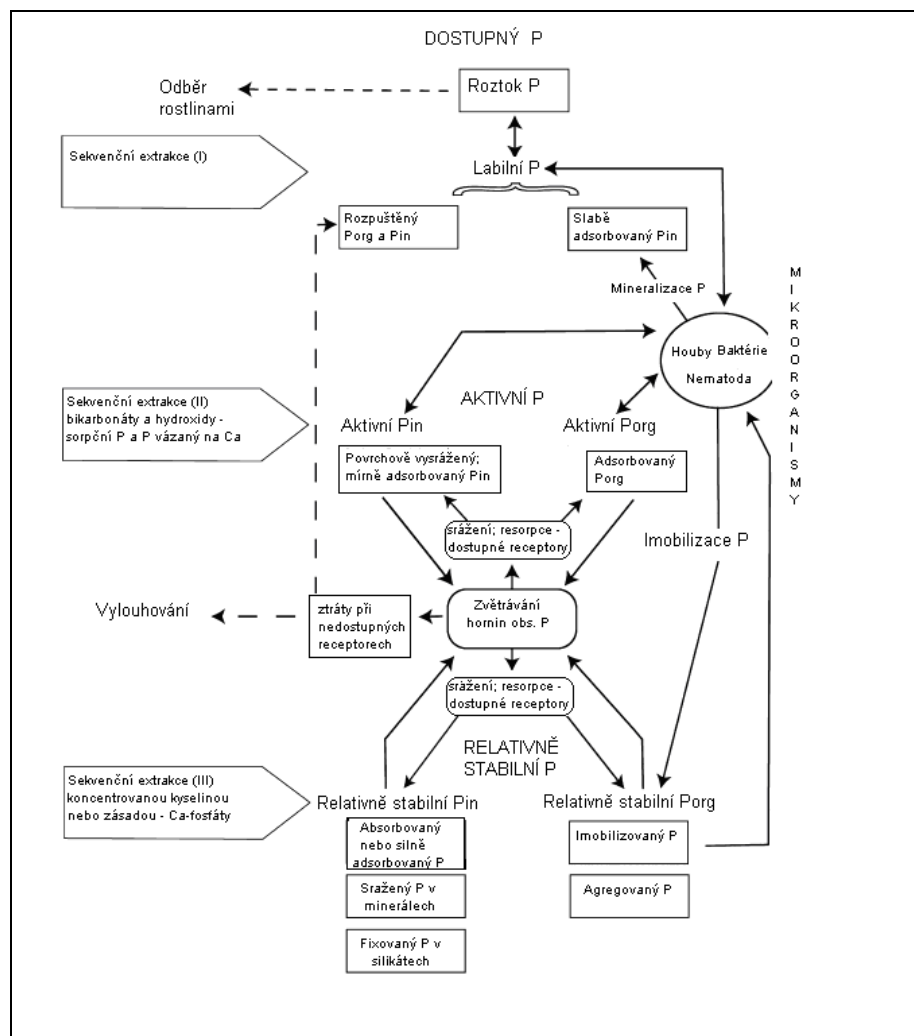 DOSTUPNÝ P
Roztok P
Odběr
rostlinami
Sekvenční extrakce (I)
Labilní P
Rozpuštěný
Porg a Pin
Slabě
adsorbovaný Pin
Mineralizace P
MIKROORGANISMY
Houby Baktérie
Nematoda
Sekvenční extrakce (II)
bikarbonáty a hydroxidy -
sorpční P a P vázaný na Ca
AKTIVNÍ P
Aktivní Pin
Aktivní Porg
Povrchově vysrážený;
mírně adsorbovaný Pin
Adsorbovaný
Porg
srážení; resorpce -
dostupné receptory
Imobilizace P
Vylouhování
ztráty při
nedostupných
receptorech
Zvětrávání
hornin obs. P
srážení; resorpce -
dostupné receptory
RELATIVNĚ
STABILNÍ P
Sekvenční extrakce (III)
koncentrovanou kyselinou
nebo zásadou - Ca-fosfáty
Relativně stabilní Pin
Relativně stabilní Porg
Absorbovaný
nebo silně
adsorbovaný P
Imobilizovaný P
Sražený P v
minerálech
Agregovaný P
Fixovaný P v
silikátech